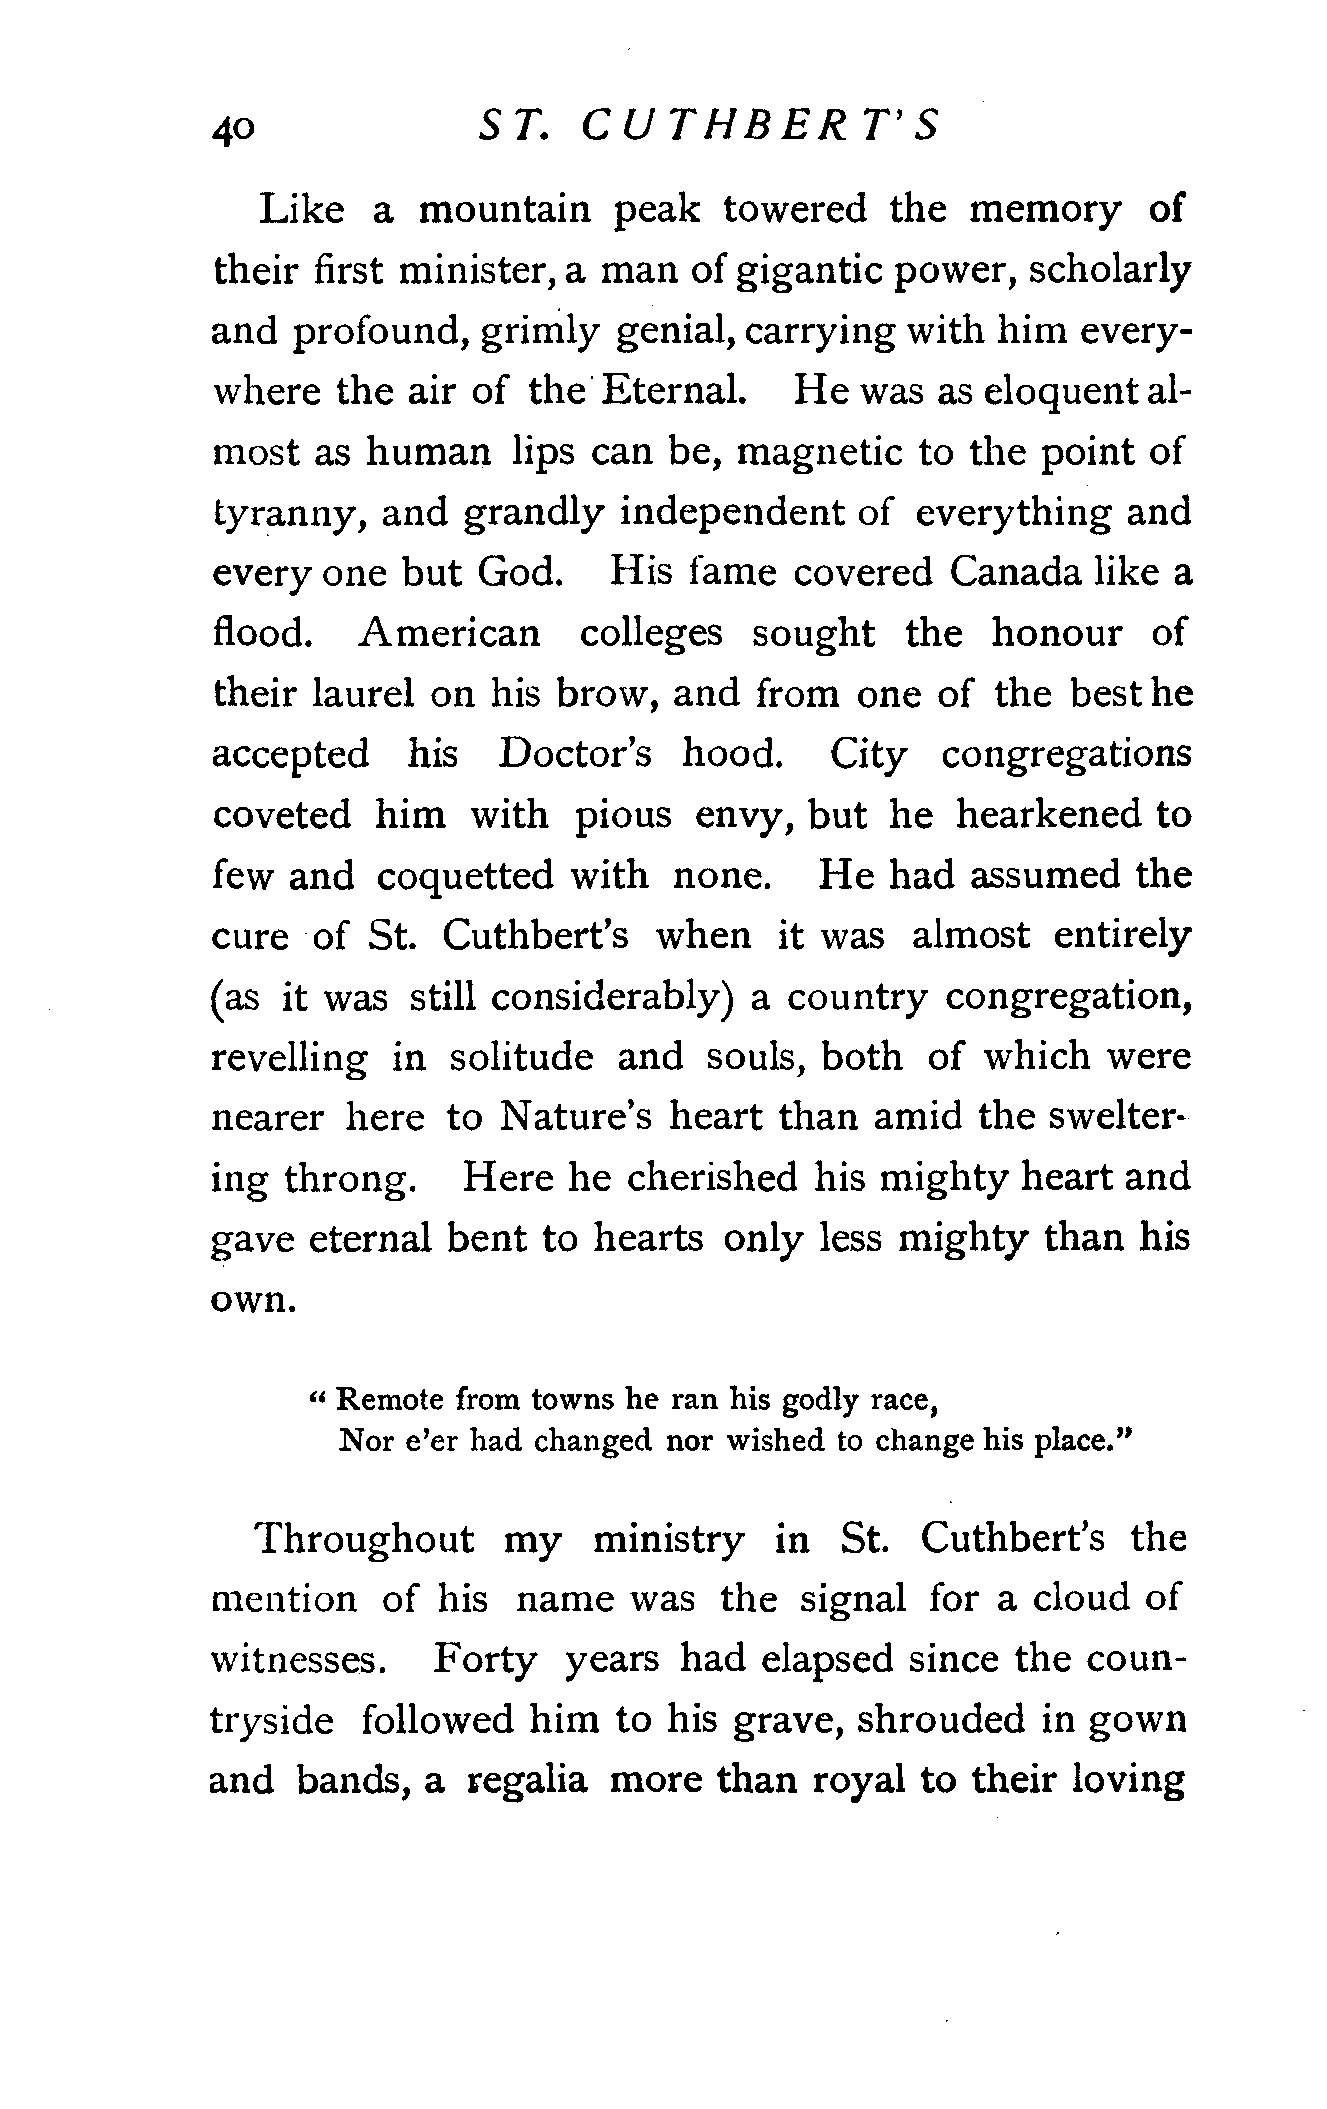 40 ST. CUTHBERT'S
Like a mountain peak towered the memory of
their first minister, a man of gigantic power, scholarly
and profound, grimly genial, carrying with him every-
where the air of the Eternal. He was as eloquent al-
most as human lips can be, magnetic to the point of
tyranny, and grandly independent of everything and
every one but God. His fame covered Canada like a
flood. American colleges sought the honour of
their laurel on his brow, and from one of the best he
accepted his Doctor's hood. City congregations
coveted him with pious envy, but he hearkened to
few and coquetted with none. He had assumed the
cure of St. Cuthbert's when it was almost entirely
(as it was still considerably) a country congregation,
revelling in solitude and souls, both of which were
nearer here to Nature's heart than amid the swelter-
ing throng. Here he cherished his mighty heart and
gave eternal bent to hearts only less mighty than his
own.
" Remote from towns he ran his godly race,
Nor e'er had changed nor wished to change his place."
Throughout my ministry in St. Cuthbert's the
mention of his name was the signal for a cloud of
witnesses. Forty years had elapsed since the coun-
tryside followed him to his grave, shrouded in gown
and bands, a regalia more than royal to their loving